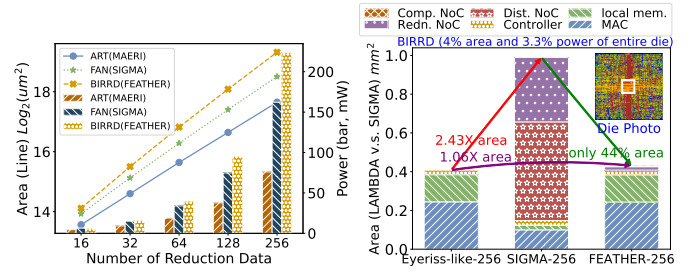 Comp. NoC
Dist. NoC
local mem.
Redn. NoC
Controller
MAC
ART(MAERI)
FAN(SIGMA)
BIRRD(FEATHER)
ART(MAERI)
FAN(SIGMA)
BIRRD(FEATHER)
Area (Line) Log₂(um²)
18
16
14
16
32
64
128
256
Number of Reduction Data
200
150
100
50
0
Power (bar, mW)
BIRRD (4% area and 3.3% power of entire die)
Area (LAMBDA v.s. SIGMA) mm²
1.0
0.8
0.6
0.4
0.2
0.0
2.43X area
1.06X area
only 44% area
Die Photo
Eyeriss-like-256
SIGMA-256
FEATHER-256